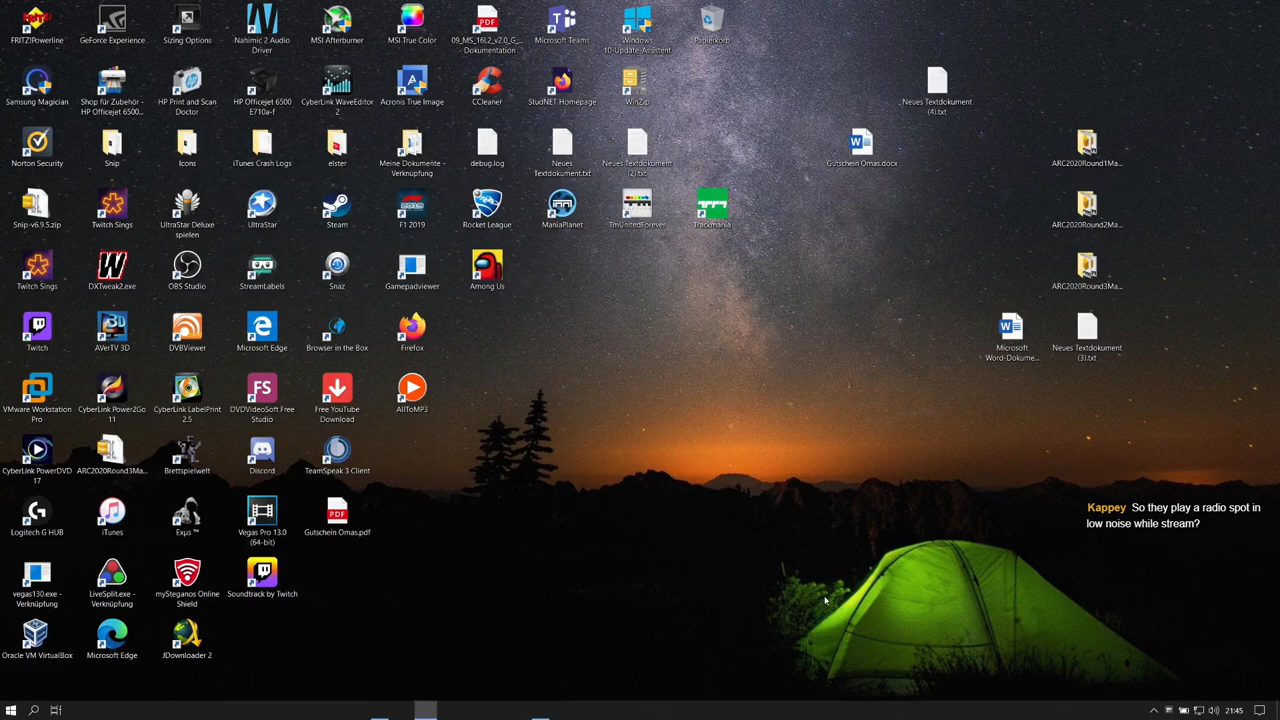 FRITZ!Powerline
GeForce Experience
Sizing Options
Nahimic 2 Audio
Driver
MSI Afterburner
MSI True Color
09_MS_16L2_v2.0_G_...
- Dokumentation
Microsoft Teams
Windows
10-Update-Assistent
Papierkorb
Samsung Magician
Shop für Zubehör -
HP Officejet 6500...
HP Print and Scan
Doctor
HP Officejet 6500
E710a-f
CyberLink WaveEditor
2
Acronis True Image
CCleaner
StudNET Homepage
WinZip
Neues Textdokument
(4).txt
Norton Security
Snip
Icons
iTunes Crash Logs
elster
Meine Dokumente -
Verknüpfung
debug.log
Neues
Textdokument.txt
Neues Textdokument
(2).txt
Gutschein Omas.docx
ARC2020Round1Ma...
Snip-v6.9.5.zip
Twitch Sings
UltraStar Deluxe
spielen
UltraStar
Steam
F1 2019
Rocket League
ManiaPlanet
TmUnitedForever
Trackmania
ARC2020Round2Ma...
Twitch Sings
DXTweak2.exe
OBS Studio
StreamLabels
Snaz
Gamepadviewer
Among Us
ARC2020Round3Ma...
Twitch
AVerTV 3D
DVBViewer
Microsoft Edge
Browser in the Box
Firefox
Microsoft
Word-Dokume...
Neues Textdokument
(3).txt
VMware Workstation
Pro
CyberLink Power2Go
11
CyberLink LabelPrint
2.5
DVDVideoSoft Free
Studio
Free YouTube
Download
AllToMP3
CyberLink PowerDVD
17
ARC2020Round3Ma...
Brettspielwelt
Discord
TeamSpeak 3 Client
Logitech G HUB
iTunes
Exps ™
Vegas Pro 13.0
(64-bit)
Gutschein Omas.pdf
Kappey So they play a radio spot in
low noise while stream?
vegas130.exe -
Verknüpfung
LiveSplit.exe -
Verknüpfung
mySteganos Online
Shield
Soundtrack by Twitch
Oracle VM VirtualBox
Microsoft Edge
JDownloader 2
21:45